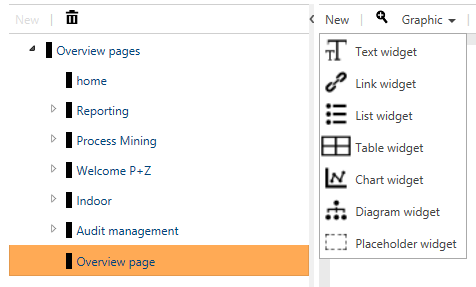 New
Overview pages
home
Reporting
Process Mining
Welcome P+Z
Indoor
Audit management
Overview page
New Graphic
Text widget
Link widget
List widget
Table widget
Chart widget
Diagram widget
Placeholder widget